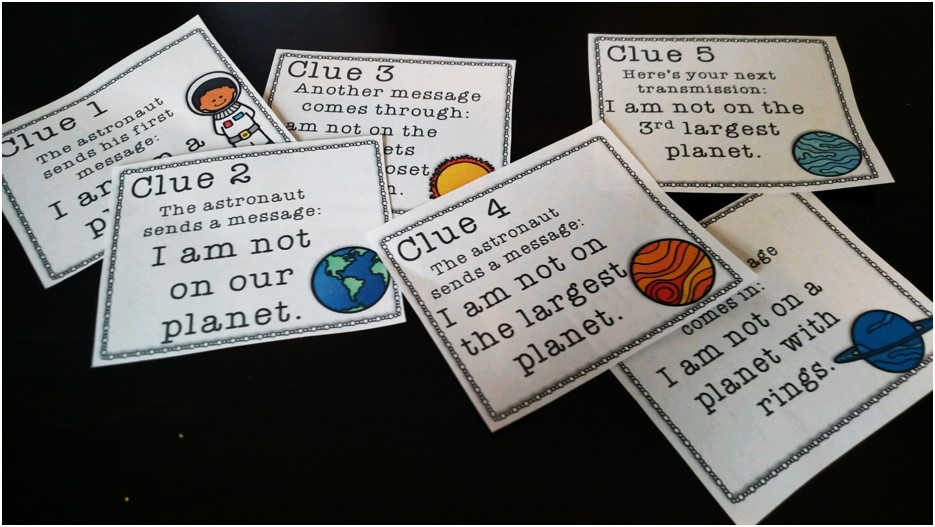 Clue 1
The astronaut
sends his first
message:
I a
a
p
Clue 2
The astronaut
sends a message:
I am not
on our
planet.
Clue 3
Another message
comes through:
am not on the
ets
oset
n.
Clue 4
The astronaut
sends a message:
I am not on
the largest
planet.
Clue 5
Here's your next
transmission:
I am not on the
3rd largest
planet.
age
comes in:
I am not on a
planet with
rings.